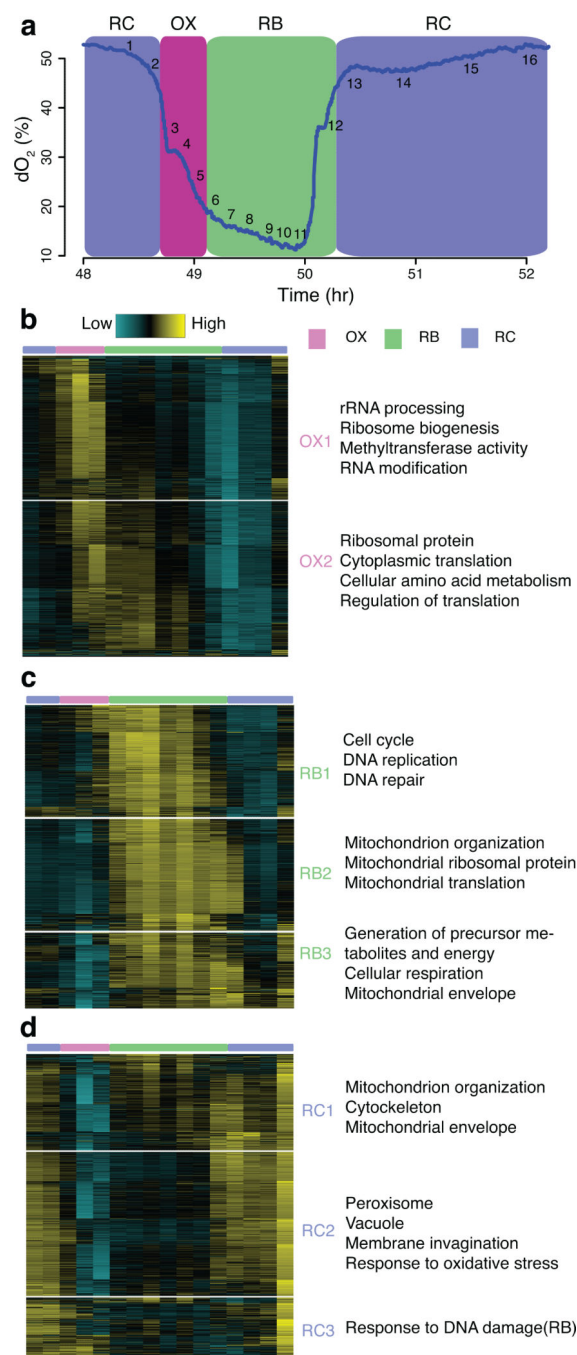 a
RC OX RB RC
dO2 (%)
50
40
30
20
10
1
2
3
4
5
6
7
8
9
10
11
12
13
14
15
16
48 49 50 51 52
Time (hr)
b
Low High
OX RB RC
OX1
rRNA processing
Ribosome biogenesis
Methyltransferase activity
RNA modification
OX2
Ribosomal protein
Cytoplasmic translation
Cellular amino acid metabolism
Regulation of translation
c
RB1
Cell cycle
DNA replication
DNA repair
RB2
Mitochondrion organization
Mitochondrial ribosomal protein
Mitochondrial translation
RB3
Generation of precursor me-
tabolites and energy
Cellular respiration
Mitochondrial envelope
d
RC1
Mitochondrion organization
Cytockeleton
Mitochondrial envelope
RC2
Peroxisome
Vacuole
Membrane invagination
Response to oxidative stress
RC3
Response to DNA damage(RB)